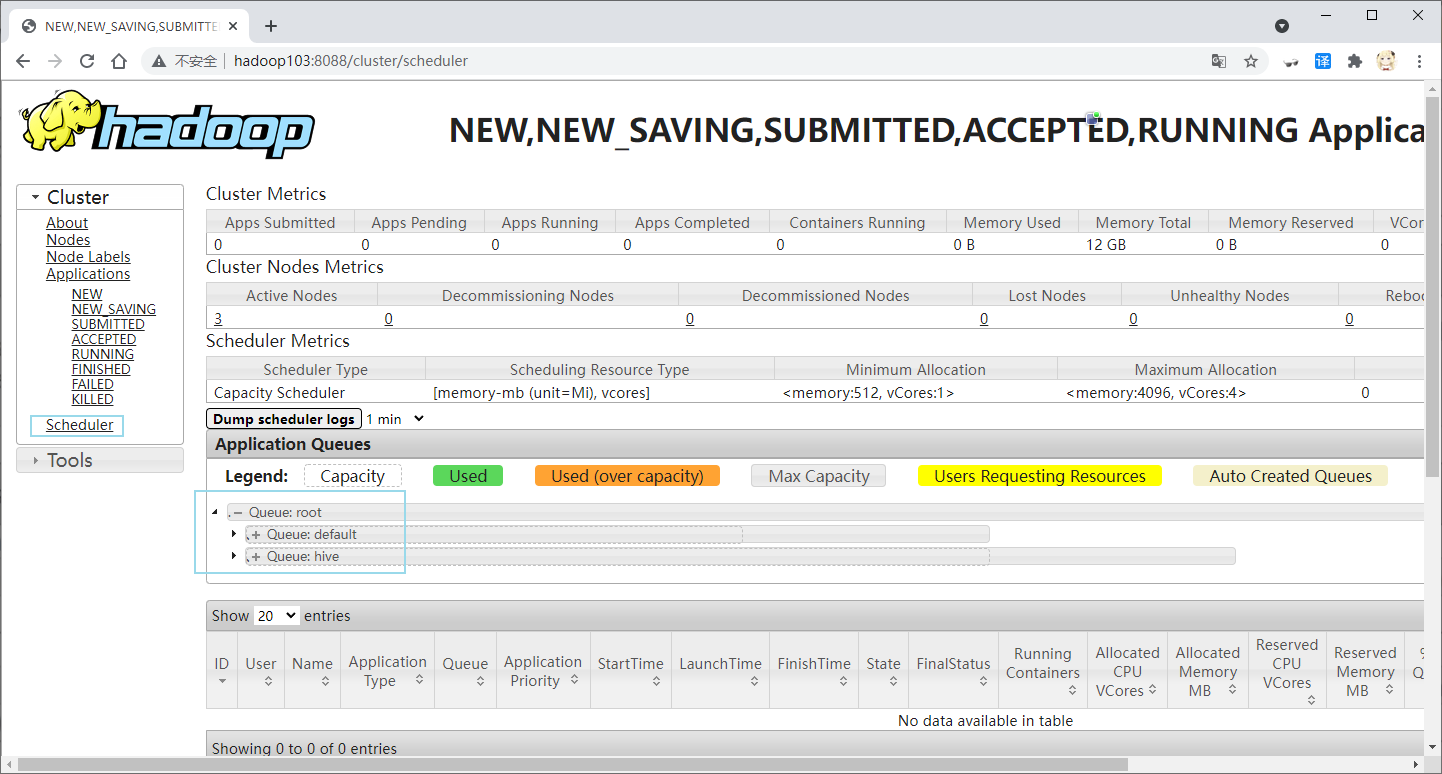 NEW,NEW_SAVING,SUBMITTE
不安全 hadoop103:8088/cluster/scheduler
译
hadoop
NEW,NEW_SAVING,SUBMITTED,ACCEPTED,RUNNING Applica
Cluster
About
Nodes
Node Labels
Applications
NEW
NEW_SAVING
SUBMITTED
ACCEPTED
RUNNING
FINISHED
FAILED
KILLED
Scheduler
Tools
Cluster Metrics
Apps Submitted Apps Pending Apps Running Apps Completed Containers Running Memory Used Memory Total Memory Reserved VCor
0 0 0 0 0 0 B 12 GB 0 B 0
Cluster Nodes Metrics
Active Nodes Decommissioning Nodes Decommissioned Nodes Lost Nodes Unhealthy Nodes Reboo
3 0 0 0 0 0
Scheduler Metrics
Scheduler Type Scheduling Resource Type Minimum Allocation Maximum Allocation
Capacity Scheduler [memory-mb (unit=Mi), vcores] <memory:512, vCores:1> <memory:4096, vCores:4> 0
Dump scheduler logs 1 min
Application Queues
Legend: Capacity Used Used (over capacity) Max Capacity Users Requesting Resources Auto Created Queues
Queue: root
+ Queue: default
+ Queue: hive
Show 20 entries
ID User Name Application Type Queue Application Priority StartTime LaunchTime FinishTime State FinalStatus Running Containers Allocated CPU VCores Allocated Memory MB Reserved CPU VCores Reserved Memory MB % Q
No data available in table
Showing 0 to 0 of 0 entries